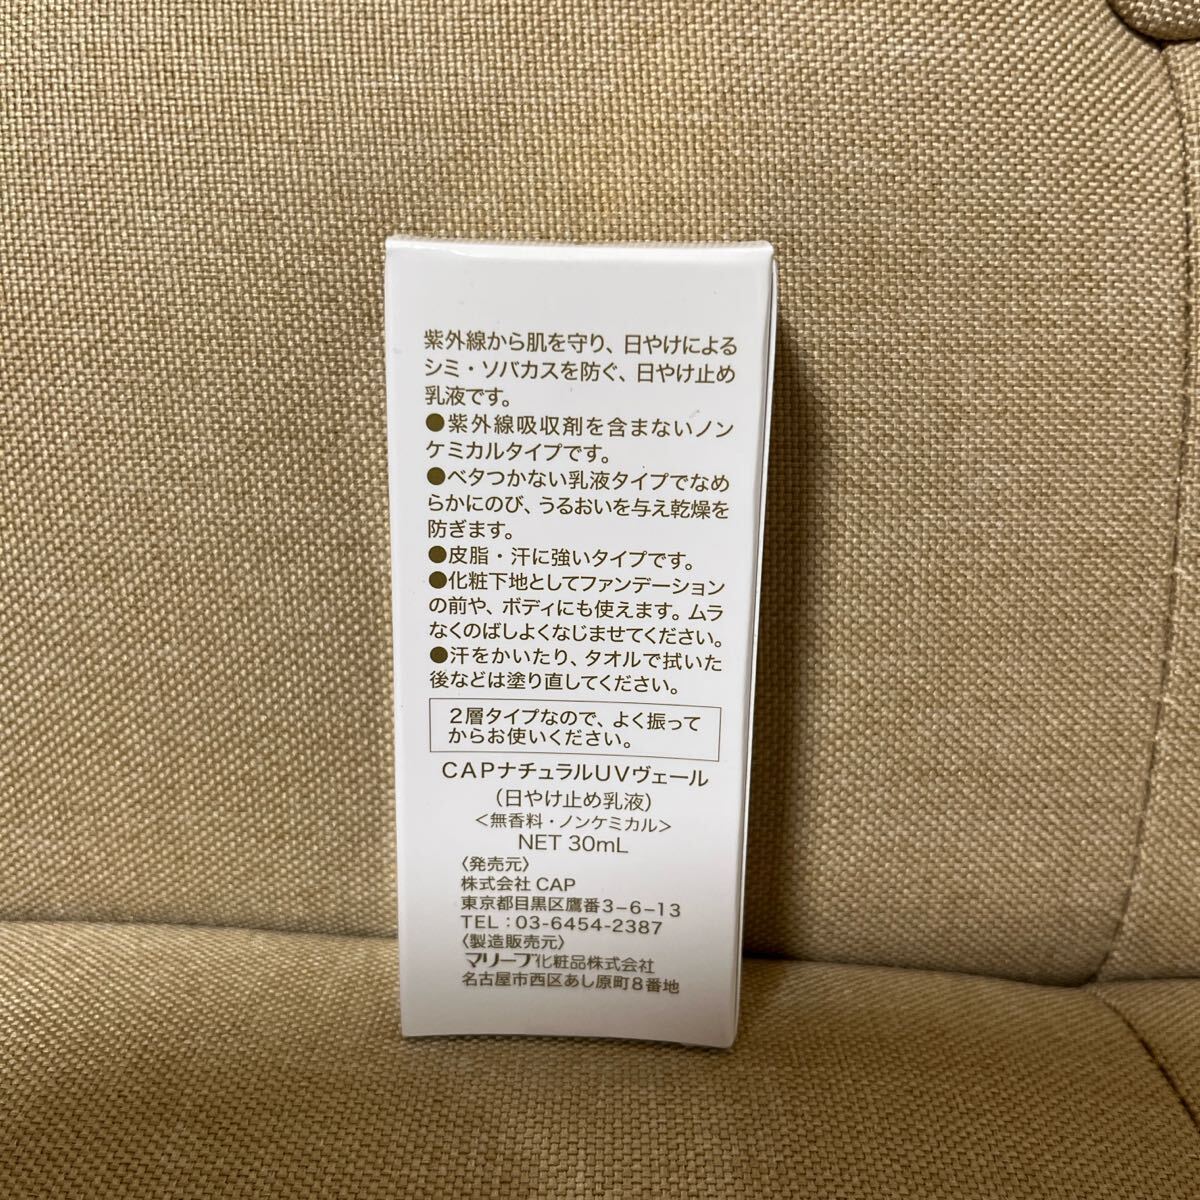 紫外線から肌を守り、日やけによる
シミ・ソバカスを防ぐ、日やけ止め
乳液です。
●紫外線吸収剤を含まないノン
ケミカルタイプです。
●ベタつかない乳液タイプでなめ
らかにのび、うるおいを与え乾燥を
防ぎます。
●皮脂・汗に強いタイプです。
●化粧下地としてファンデーション
の前や、ボディにも使えます。ムラ
なくのばしよくなじませてください。
●汗をかいたり、タオルで拭いた
後などは塗り直してください。
2層タイプなので、よく振って
からお使いください。
CAPナチュラルUVヴェール
(日やけ止め乳液)
<無香料・ノンケミカル>
NET 30mL
〈発売元〉
株式会社 CAP
東京都目黒区鷹番3-6-13
TEL：03-6454-2387
〈製造販売元〉
マリーブ化粧品株式会社
名古屋市西区あし原町8番地